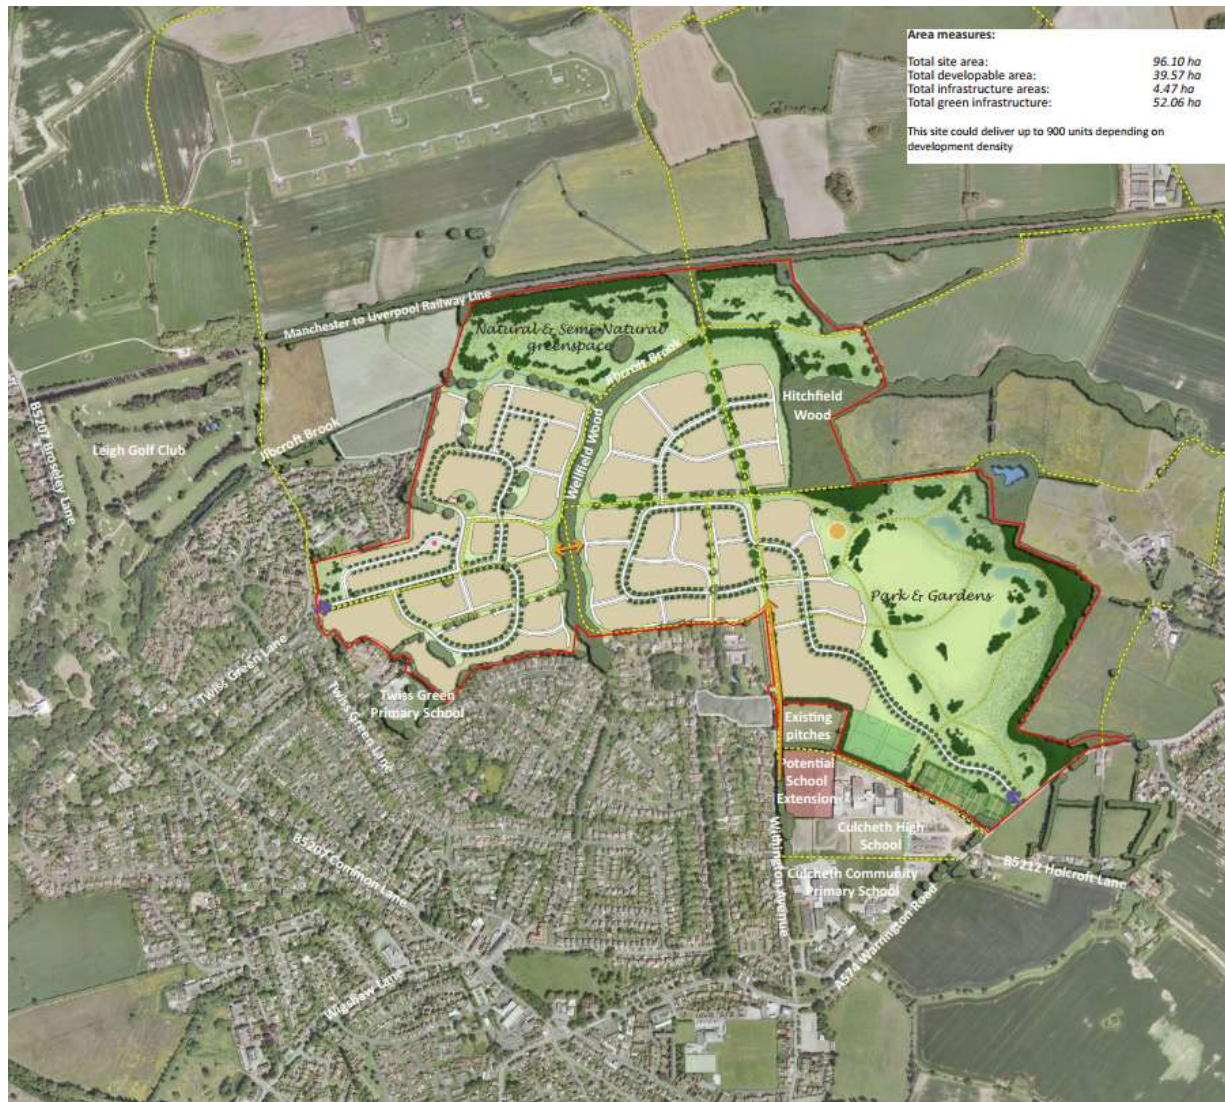 Area measures:
Total site area: 96.10 ha
Total developable area: 39.57 ha
Total infrastructure areas: 4.47 ha
Total green infrastructure: 52.06 ha
This site could deliver up to 900 units depending on
development density
Manchester to Liverpool Railway Line
Natural & Semi-Natural
greenspace
Jibcroft Brook
Hitchfield
Wood
B5207 Broseley Lane
Leigh Golf Club
Jibcroft Brook
Wellfield Wood
Park & Gardens
Twiss Green Lane
Twiss Green Lane
Twiss Green
Primary School
Existing
pitches
Potential
School
Extension
Culcheth High
School
Withington Avenue
B5212 Holcroft Lane
Culcheth Community
Primary School
B5207 Common Lane
A574 Warrington Road
Wigshaw Lane